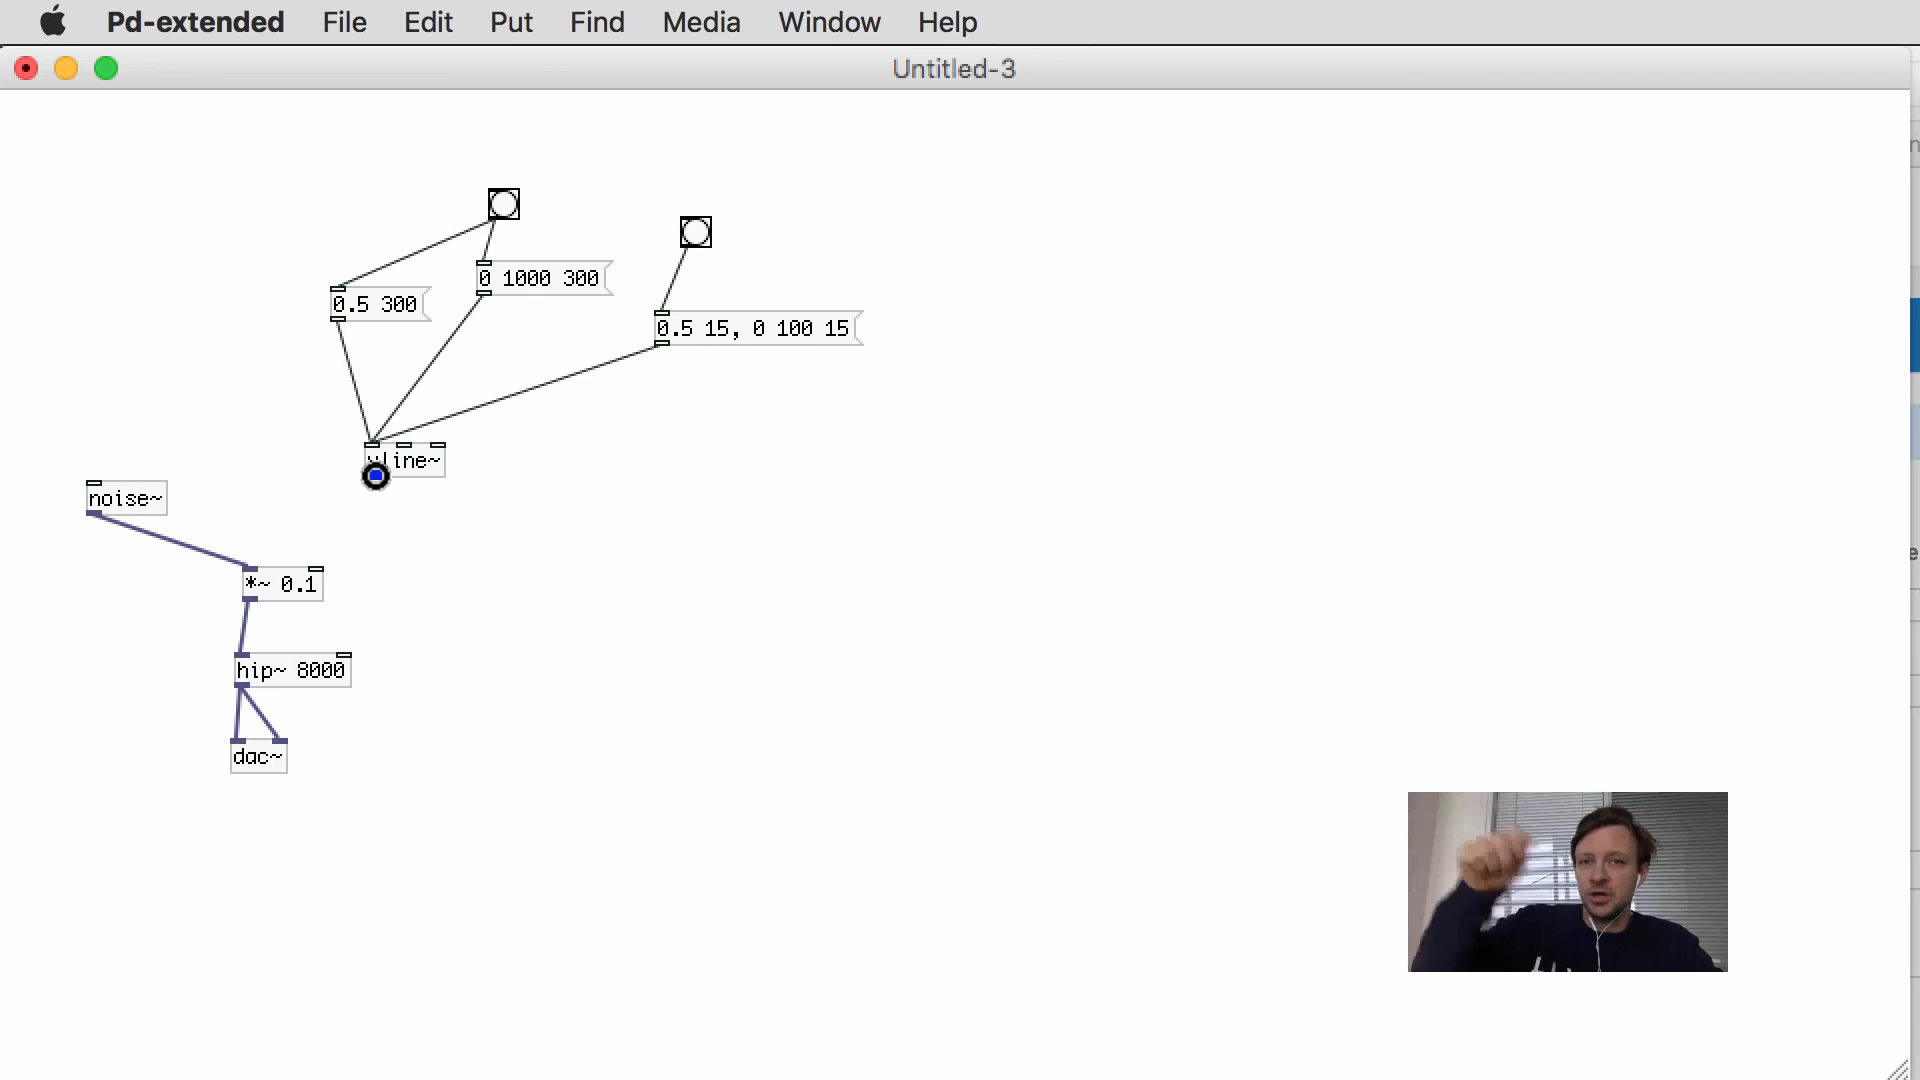 Pd-extended File Edit Put Find Media Window Help
Untitled-3
0 1000 300
0.5 300
0.5 15, 0 100 15
vline~
noise~
*~ 0.1
hip~ 8000
dac~